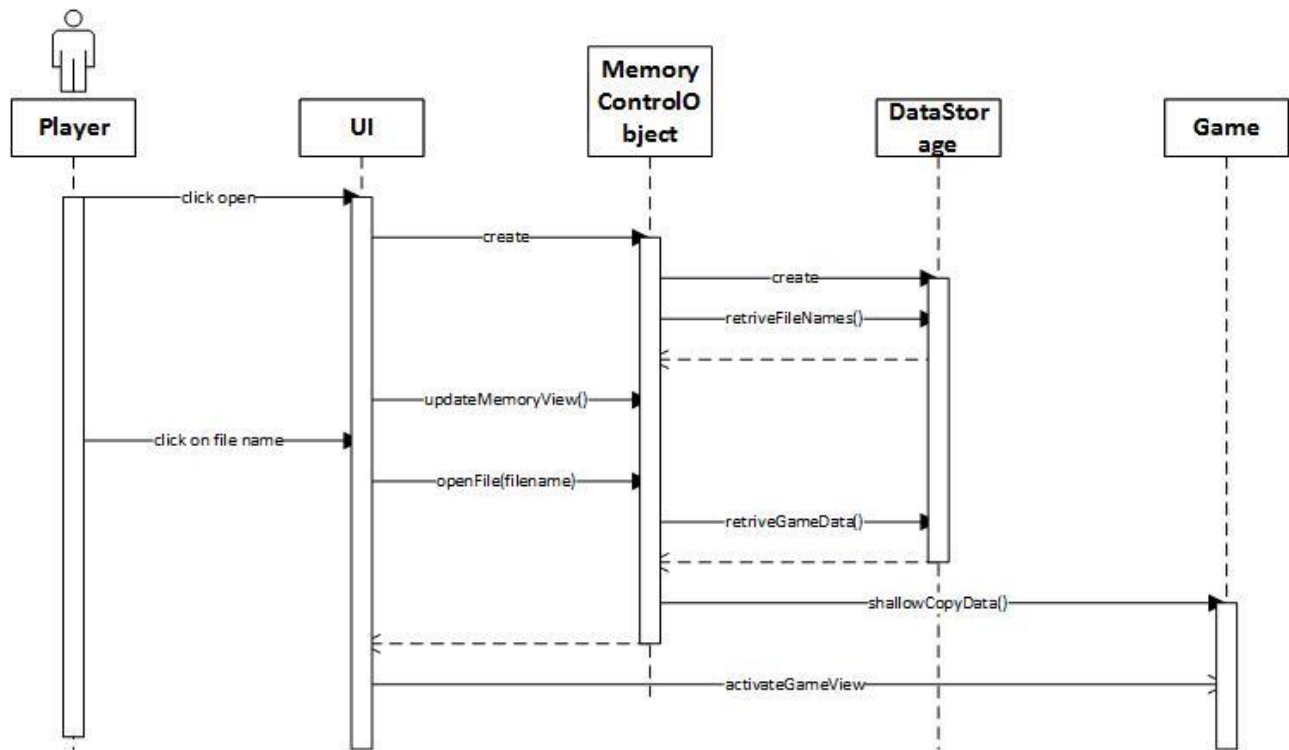 Player
UI
Memory
ControlO
bject
DataStor
age
Game
click open
create
create
retriveFileNames()
updateMemoryView()
click on file name
openFile(filename)
retriveGameData()
shallowCopyData()
activateGameView